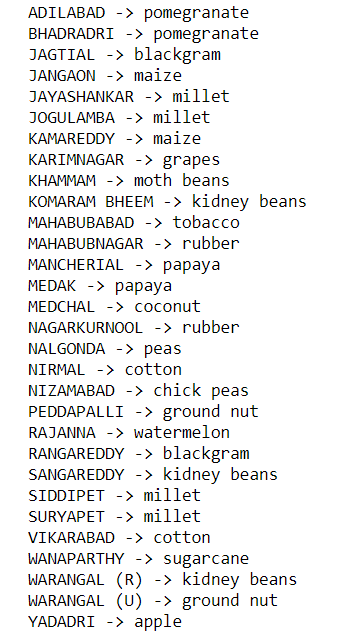 ADILABAD -> pomegranate
BHADRADRI -> pomegranate
JAGTIAL -> blackgram
JANGAON -> maize
JAYASHANKAR -> millet
JOGULAMBA -> millet
KAMAREDDY -> maize
KARIMNAGAR -> grapes
KHAMMAM -> moth beans
KOMARAM BHEEM -> kidney beans
MAHABUBABAD -> tobacco
MAHABUBNAGAR -> rubber
MANCHERIAL -> papaya
MEDAK -> papaya
MEDCHAL -> coconut
NAGARKURNOOL -> rubber
NALGONDA -> peas
NIRMAL -> cotton
NIZAMABAD -> chick peas
PEDDAPALLI -> ground nut
RAJANNA -> watermelon
RANGAREDDY -> blackgram
SANGAREDDY -> kidney beans
SIDDIPET -> millet
SURYAPET -> millet
VIKARABAD -> cotton
WANAPARTHY -> sugarcane
WARANGAL (R) -> kidney beans
WARANGAL (U) -> ground nut
YADADRI -> apple